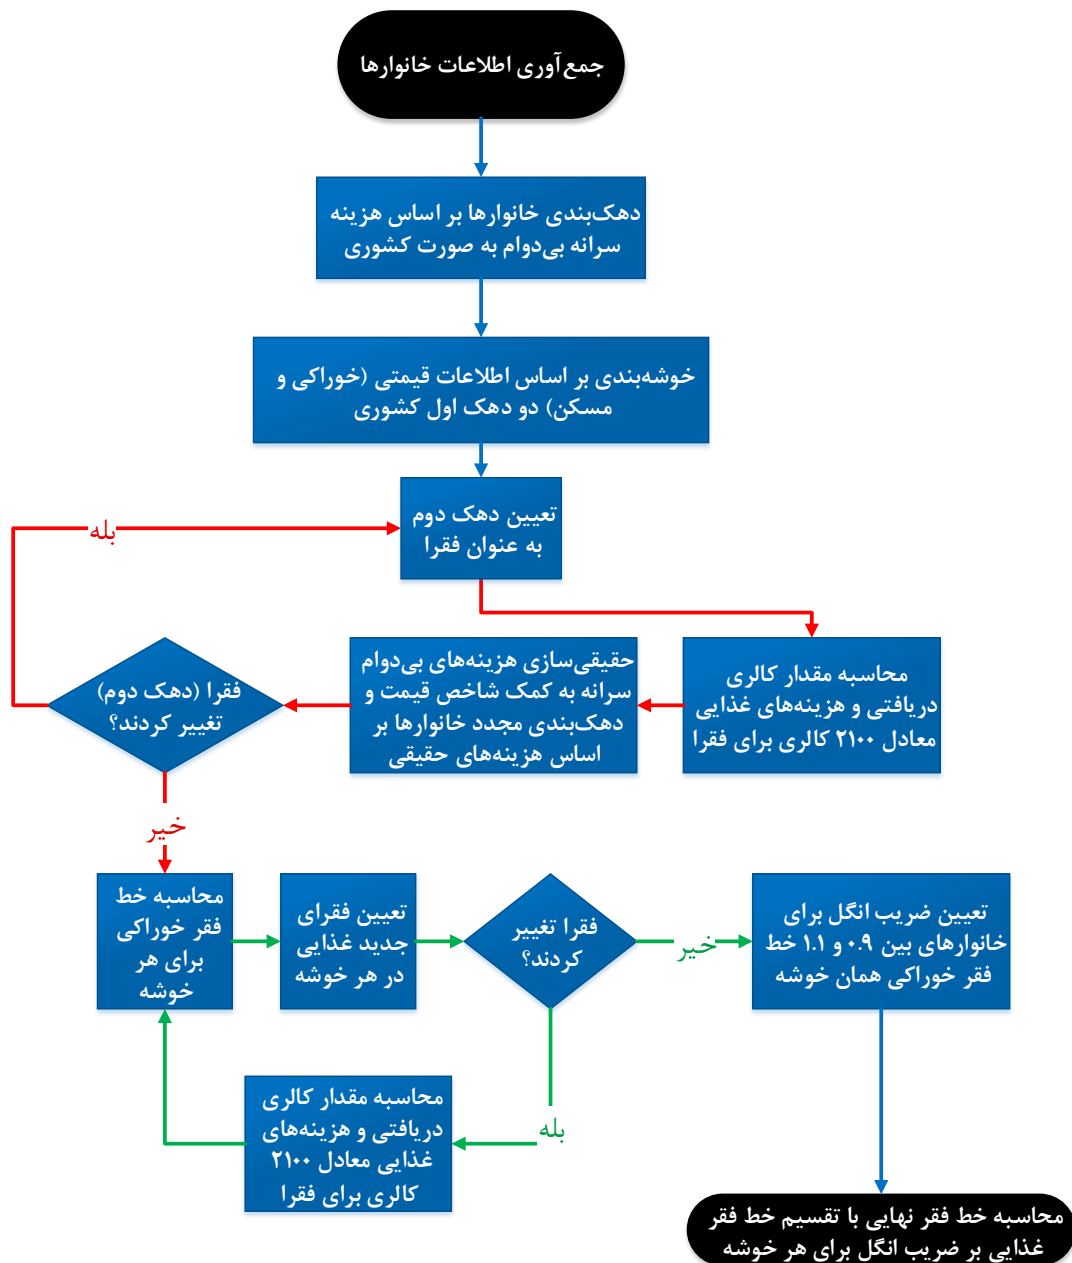 جمع‌آوری اطلاعات خانوارها
دهک‌بندی خانوارها بر اساس هزینه
سرانه بی‌دوام به صورت کشوری
خوشه‌بندی بر اساس اطلاعات قیمتی (خوراکی و
مسکن) دو دهک اول کشوری
تعیین دهک دوم
به عنوان فقرا
بله
محاسبه مقدار کالری
دریافتی و هزینه‌های غذایی
معادل ۲۱۰۰ کالری برای فقرا
حقیقی‌سازی هزینه‌های بی‌دوام
سرانه به کمک شاخص قیمت و
دهک‌بندی مجدد خانوارها بر
اساس هزینه‌های حقیقی
فقرا (دهک دوم)
تغییر کردند؟
خیر
محاسبه خط
فقر خوراکی
برای هر
خوشه
تعیین فقرای
جدید غذایی
در هر خوشه
فقرا تغییر
کردند؟
خیر
تعیین ضریب انگل برای
خانوارهای بین ۰.۹ و ۱.۱ خط
فقر خوراکی همان خوشه
بله
محاسبه مقدار کالری
دریافتی و هزینه‌های
غذایی معادل ۲۱۰۰
کالری برای فقرا
محاسبه خط فقر نهایی با تقسیم خط فقر
غذایی بر ضریب انگل برای هر خوشه